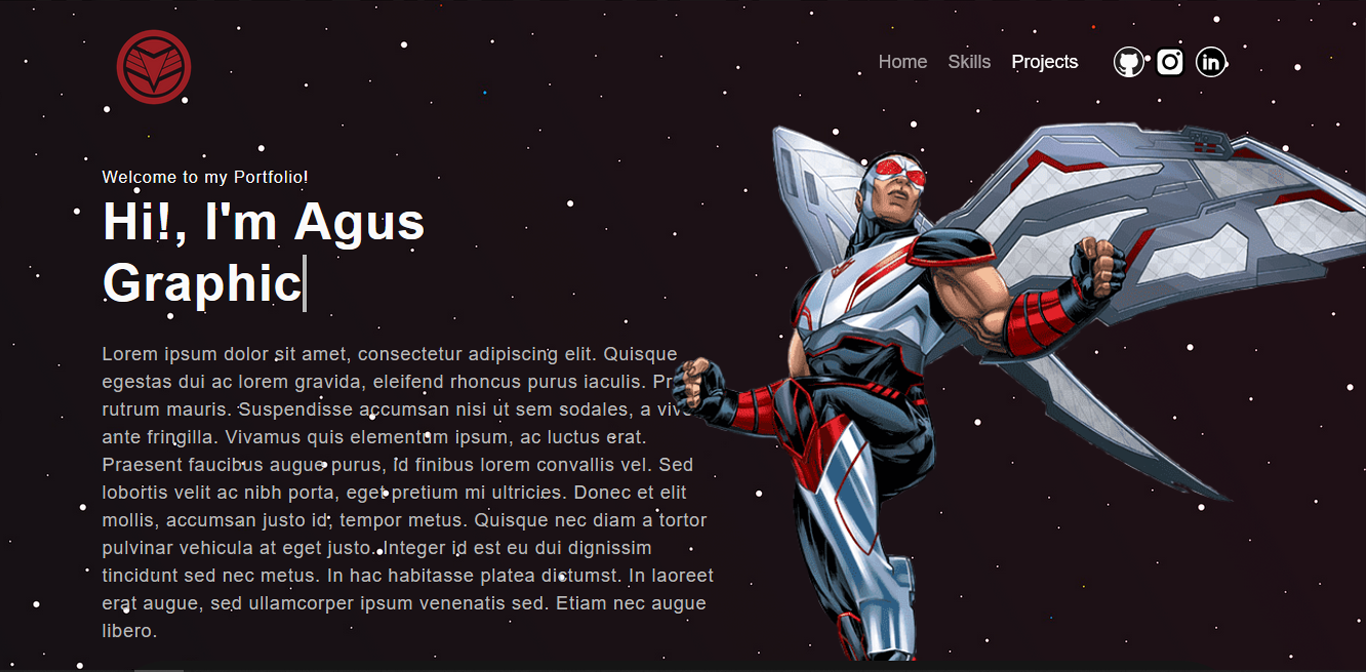 Home Skills Projects in
Welcome to my Portfolio!
Hi!, I'm Agus
Graphic
Lorem ipsum dolor sit amet, consectetur adipiscing elit. Quisque
egestas dui ac lorem gravida, eleifend rhoncus purus iaculis.
rutrum mauris. Suspendisse accumsan nisi ut sem sodales, a
ante fringilla. Vivamus quis elementum ipsum, ac luctus erat.
Praesent faucibus augue purus, id finibus lorem convallis vel. Sed
lobortis velit ac nibh porta, eget pretium mi ultricies. Donec et elit
mollis, accumsan justo id, tempor metus. Quisque nec diam a tortor
pulvinar vehicula at eget justo. Integer id est eu dui dignissim
tincidunt sed nec metus. In hac habitasse platea dictumst. In laoreet
erat augue, sed ullamcorper ipsum venenatis sed. Etiam nec augue
libero.